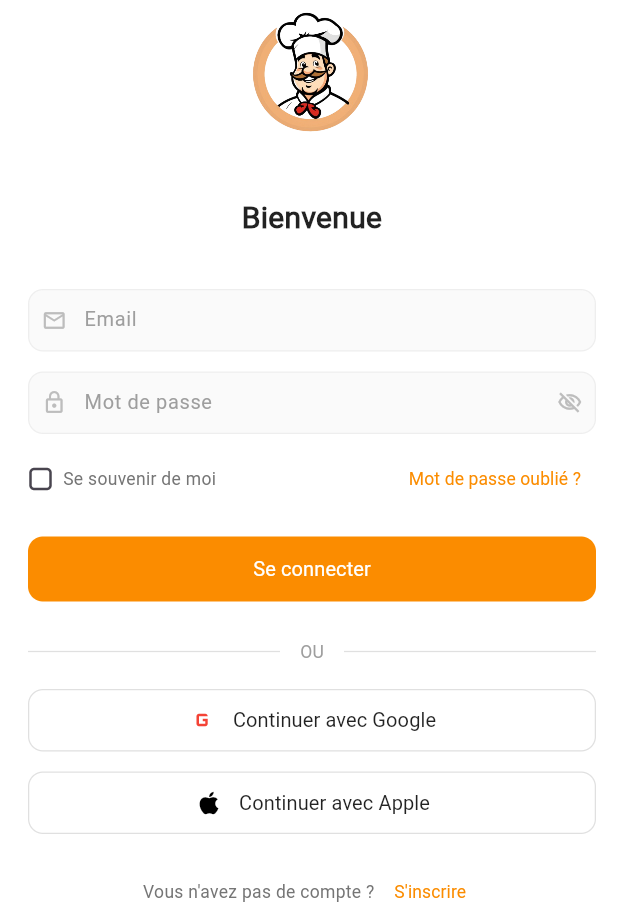 Bienvenue
Email
Mot de passe
Se souvenir de moi
Mot de passe oublié ?
Se connecter
OU
G Continuer avec Google
Continuer avec Apple
Vous n'avez pas de compte ? S'inscrire